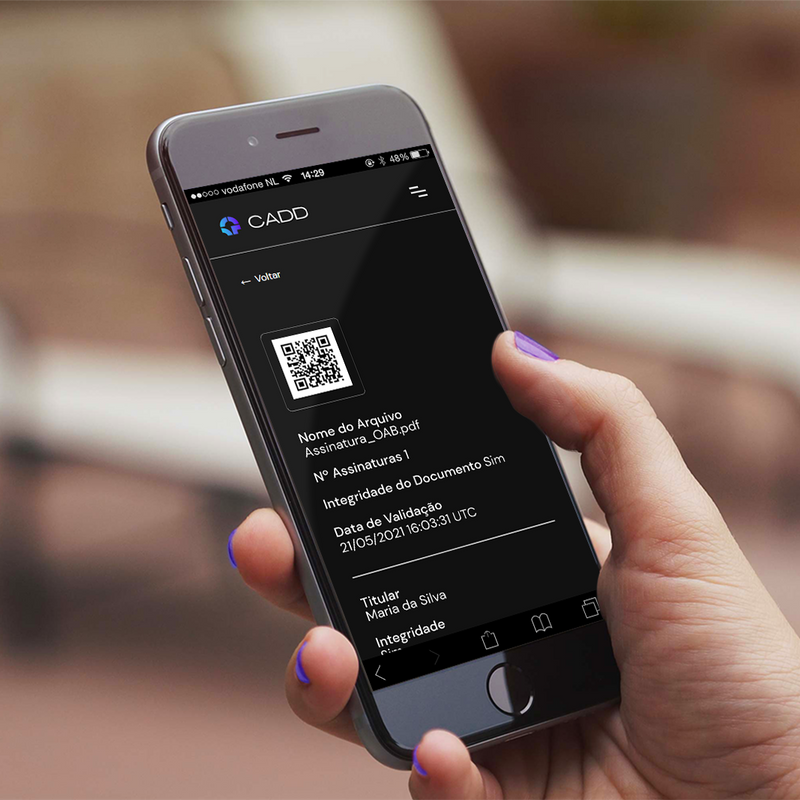 vodafone NL 14:29 48%
CADD
← Voltar
Nome do Arquivo
Assinatura_OAB.pdf
Nº Assinaturas 1
Integridade do Documento Sim
Data de Validação
21/05/2021 16:03:31 UTC
Titular
Maria da Silva
Integridade
Sim